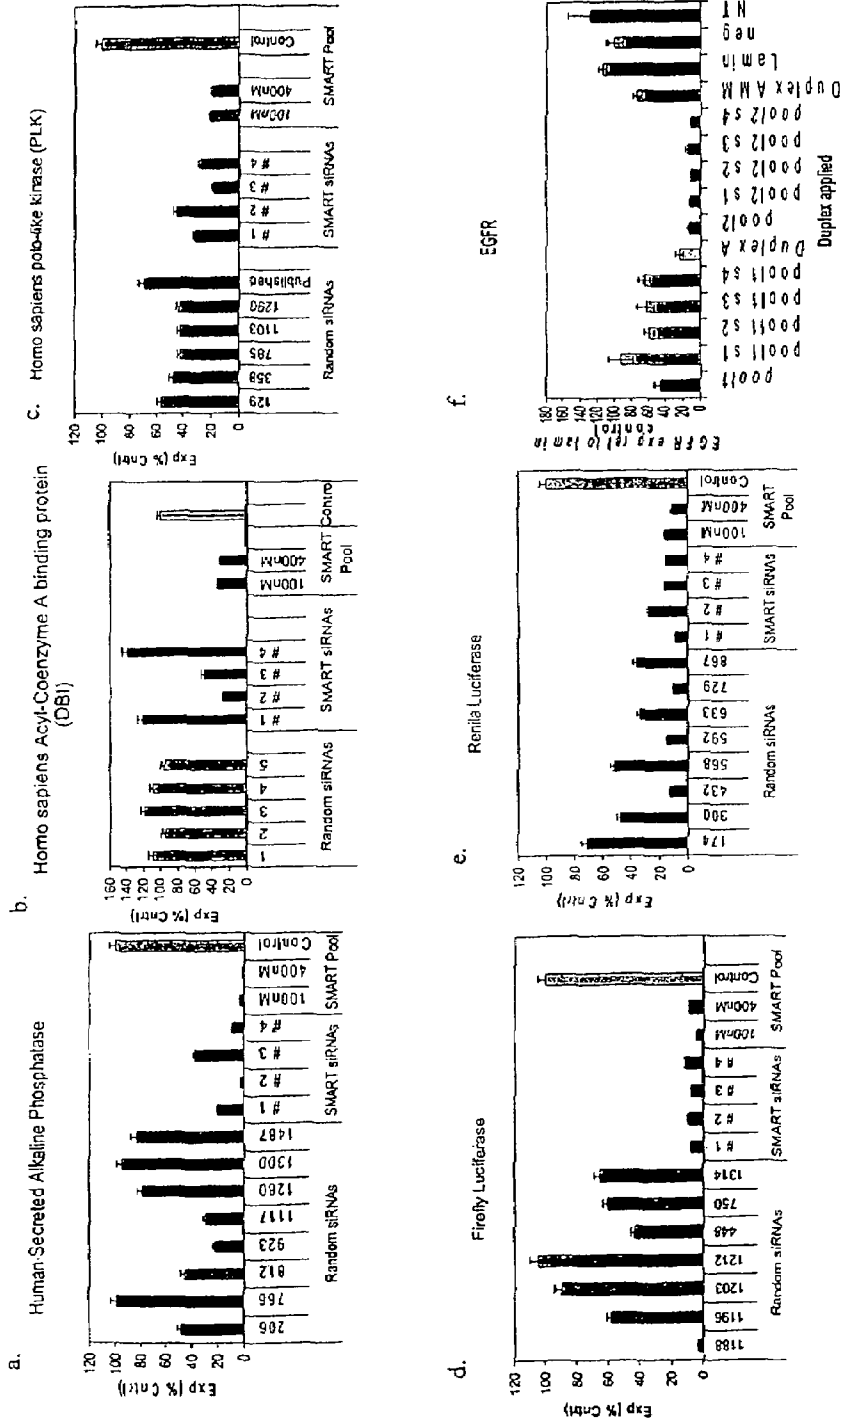 a.
Human-Secreted Alkaline Phosphatase
Exp (% Cntrl)
120
100
80
60
40
20
0
206
766
812
923
1117
1260
1300
1487
#1
#2
#3
#4
100nM
400nM
Control
Random siRNAs
SMART siRNAs
SMART Pool
b.
Homo sapiens Acyl-Coenzyme A binding protein
(DBI)
Exp (% Cntrl)
160
140
120
100
80
60
40
20
0
1
2
3
4
5
#1
#2
#3
#4
100nM
400nM
Random siRNAs
SMART siRNAs
SMART Control
Pool
c.
Homo sapiens polo-like kinase (PLK)
Exp (% Cntrl)
120
100
80
60
40
20
0
129
358
785
1103
1290
Published
#1
#2
#3
#4
100nM
400nM
Control
Random siRNAs
SMART siRNAs
SMART Pool
d.
Firefly Luciferase
Exp (% Cntrl)
120
100
80
60
40
20
0
1188
1196
1203
1212
448
750
1314
#1
#2
#3
#4
100nM
400nM
Control
Random siRNAs
SMART siRNAs
SMART Pool
e.
Renila Luciferase
Exp (% Cntrl)
120
100
80
60
40
20
0
174
300
432
568
592
633
729
867
#1
#2
#3
#4
100nM
400nM
Control
Random siRNAs
SMART siRNAs
SMART
Pool
f.
EGFR
EGFR exp rel to lamin
control
180
160
140
120
100
80
60
40
20
0
pool1
pool1 s1
pool1 s2
pool1 s3
pool1 s4
Duplex A
pool2
pool2 s1
pool2 s2
pool2 s3
pool2 s4
Duplex A MM
Lamin
neg
NT
Duplex applied